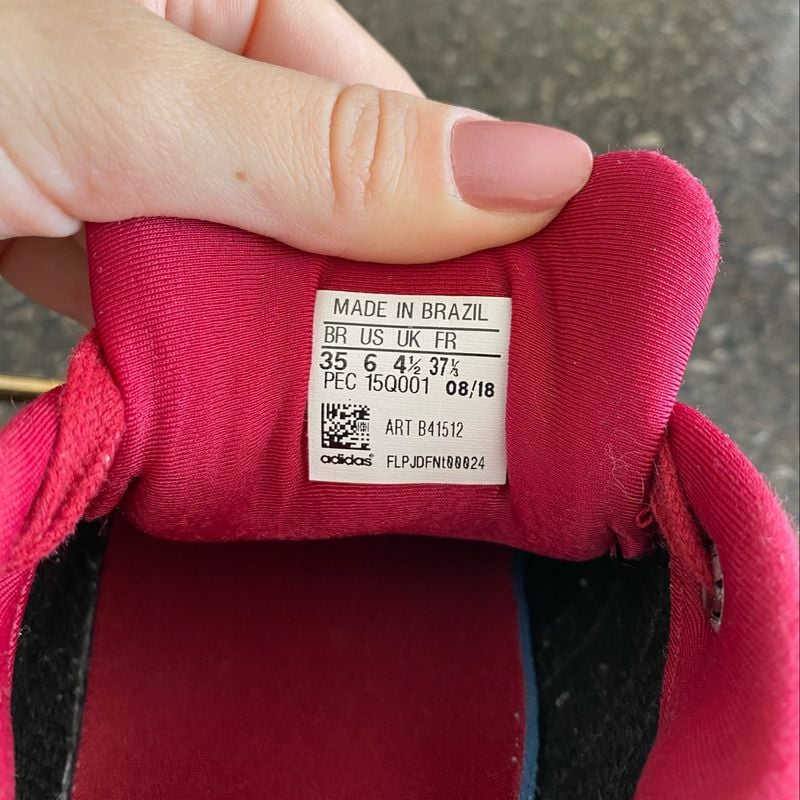 MADE IN BRAZIL
BR US UK FR
35 6 4½ 37⅓
PEC 15Q001 08/18
ART B41512
adidas FLPJDFNt00024